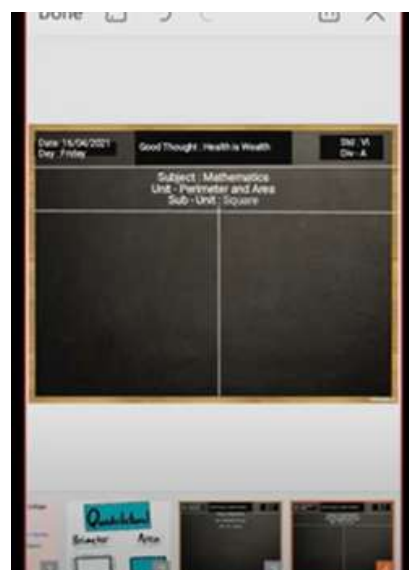 Done
Date 16/04/2021
Day : Friday
Good Thought : Health is Wealth
Std : VI
Div - A
Subject : Mathematics
Unit - Perimeter and Area
Sub - Unit : Square
Quadrilateral
Perimeter Area